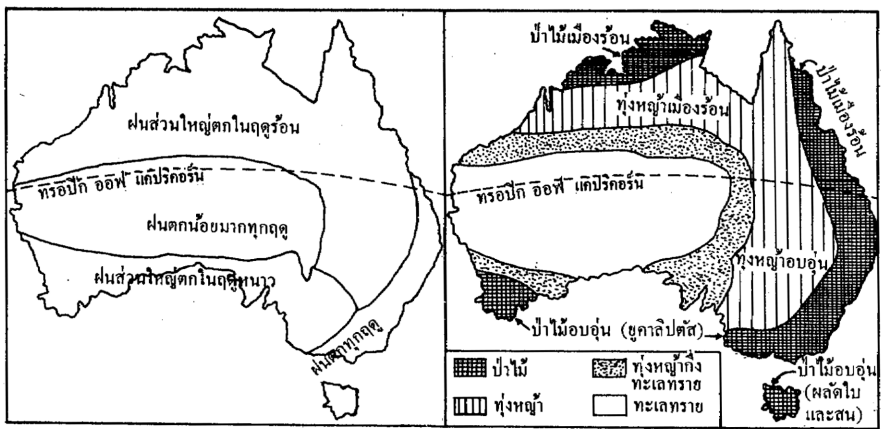 ฝนส่วนใหญ่ตกในฤดูร้อน
ทรอปิก ออฟ แคปริคอร์น
ฝนตกน้อยมากทุกฤดู
ฝนส่วนใหญ่ตกในฤดูหนาว
ฝนตกทุกฤดู
ป่าไม้เมืองร้อน
ป่าไม้เมืองร้อน
ทุ่งหญ้าเมืองร้อน
ทรอปิก ออฟ แคปริคอร์น
ทุ่งหญ้าอบอุ่น
ป่าไม้อบอุ่น (ยูคาลิปตัส)
ป่าไม้
ทุ่งหญ้ากึ่ง
ทะเลทราย
ทุ่งหญ้า
ทะเลทราย
ป่าไม้อบอุ่น
(ผลัดใบ
และสน)